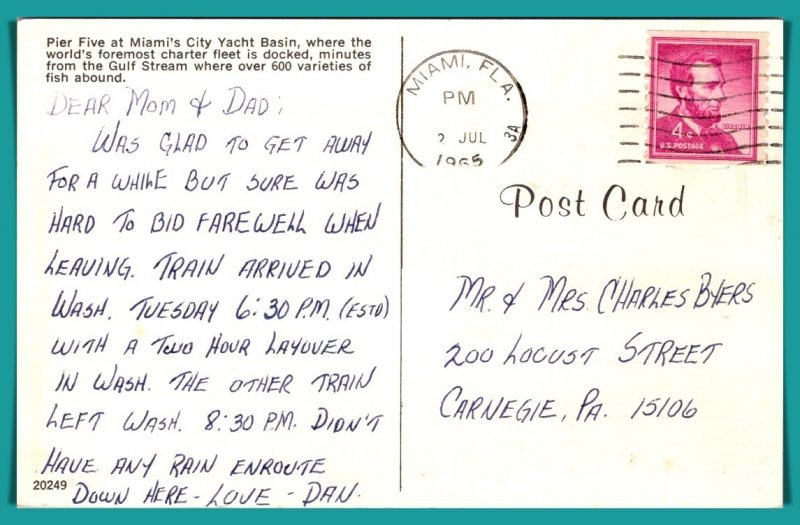 Pier Five at Miami's City Yacht Basin, where the
world's foremost charter fleet is docked, minutes
from the Gulf Stream where over 600 varieties of
fish abound.
DEAR MOM & DAD;
WAS GLAD TO GET AWAY
FOR A WHILE BUT SURE WAS
HARD TO BID FAREWELL WHEN
LEAVING. TRAIN ARRIVED IN
WASH. TUESDAY 6:30 P.M. (ESTD)
WITH A TWO HOUR LAYOVER
IN WASH. THE OTHER TRAIN
LEFT WASH. 8:30 P.M. DIDN'T
HAVE ANY RAIN ENROUTE
DOWN HERE - LOVE - DAN.
20249
MIAMI, FLA.
PM
2 JUL
1965
3A
LINCOLN
4¢
U.S. POSTAGE
Post Card
MR. & MRS. CHARLES BYERS
200 LOCUST STREET
CARNEGIE, PA. 15106